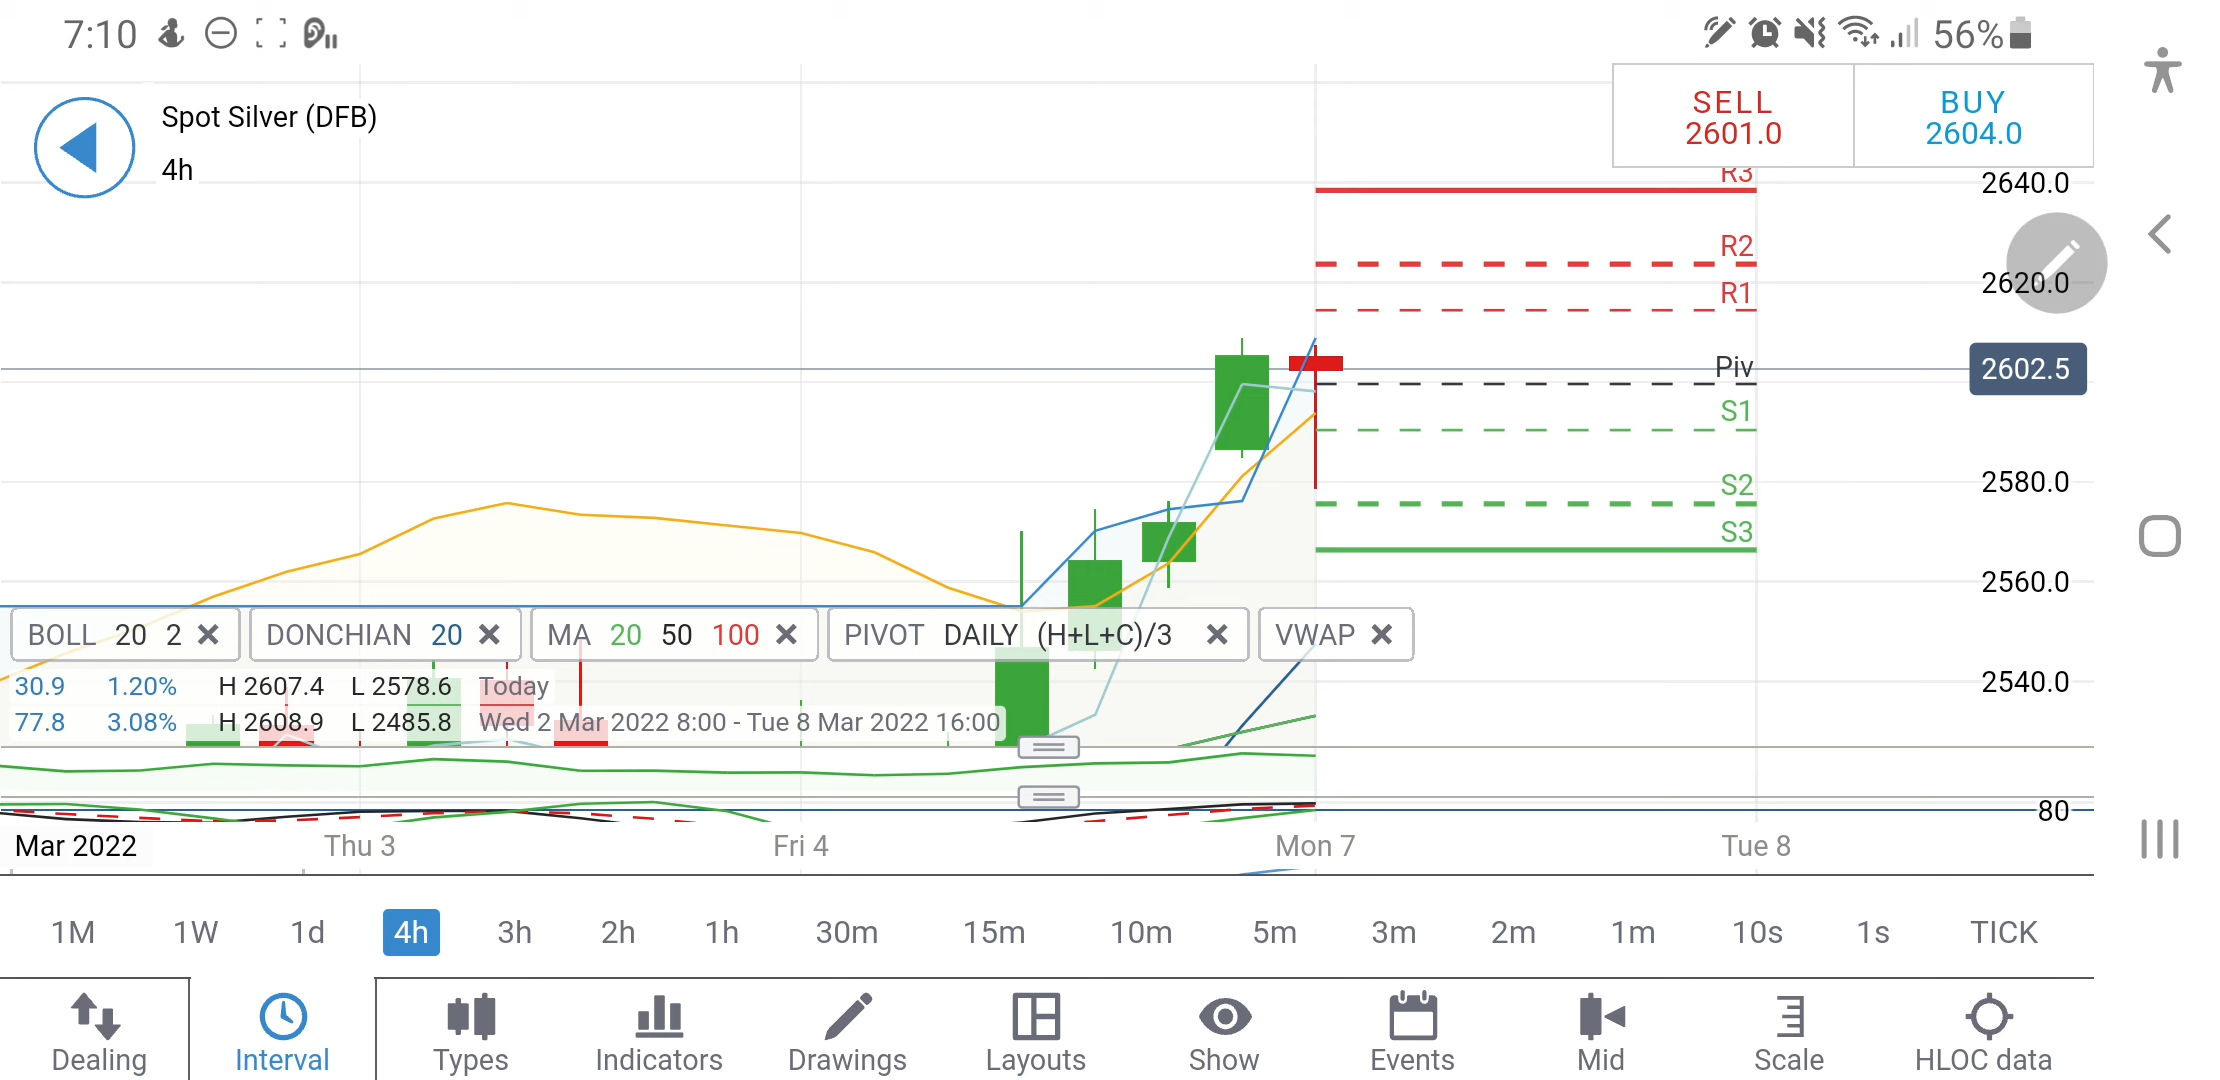 7:10
56%
Spot Silver (DFB)
4h
SELL
2601.0
BUY
2604.0
R3
2640.0
R2
2620.0
R1
Piv
2602.5
S1
2580.0
S2
S3
2560.0
BOLL 20 2 DONCHIAN 20 MA 20 50 100 PIVOT DAILY (H+L+C)/3 VWAP
30.9 1.20% H 2607.4 L 2578.6 Today
2540.0
77.8 3.08% H 2608.9 L 2485.8 Wed 2 Mar 2022 8:00 - Tue 8 Mar 2022 16:00
80
Mar 2022 Thu 3 Fri 4 Mon 7 Tue 8
1M 1W 1d 4h 3h 2h 1h 30m 15m 10m 5m 3m 2m 1m 10s 1s TICK
Dealing Interval Types Indicators Drawings Layouts Show Events Mid Scale HLOC data